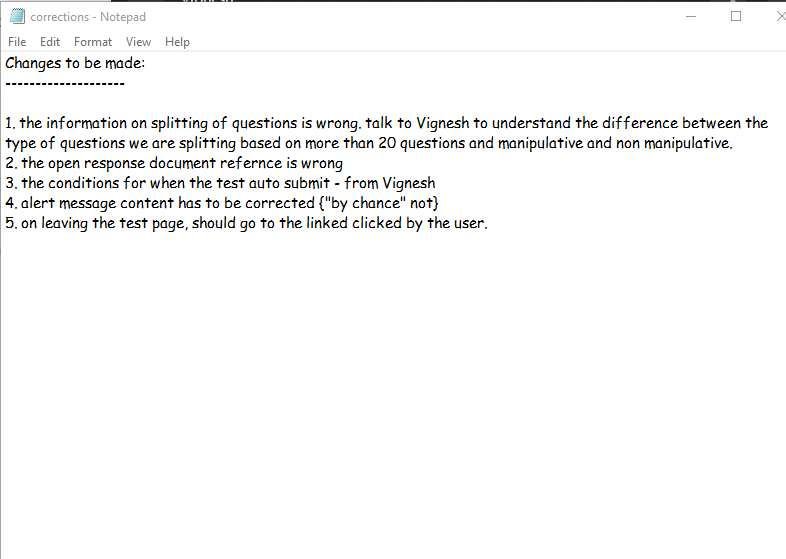 corrections - Notepad
File Edit Format View Help
Changes to be made:
--------------------
1. the information on splitting of questions is wrong. talk to Vignesh to understand the difference between the
type of questions we are splitting based on more than 20 questions and manipulative and non manipulative.
2. the open response document refernce is wrong
3. the conditions for when the test auto submit - from Vignesh
4. alert message content has to be corrected {"by chance" not}
5. on leaving the test page, should go to the linked clicked by the user.